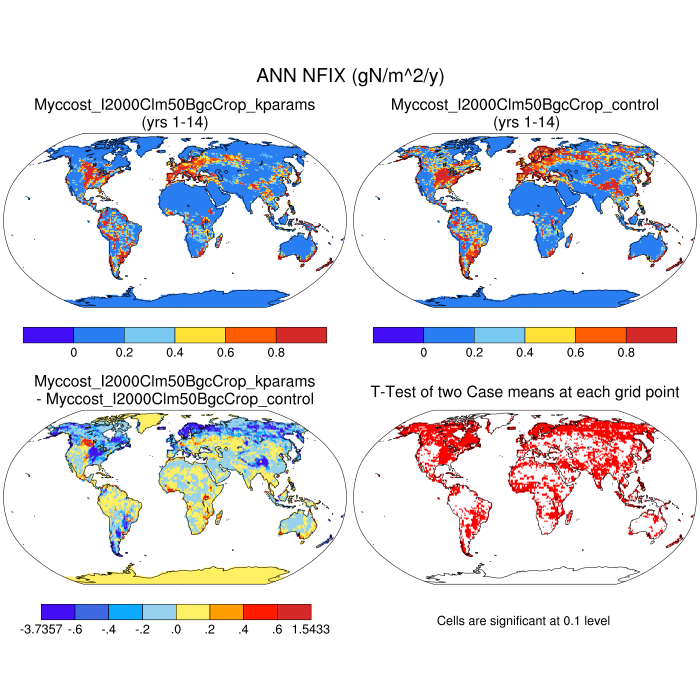 ANN NFIX (gN/m^2/y)
Myccost_I2000Clm50BgcCrop_kparams
(yrs 1-14)
Myccost_I2000Clm50BgcCrop_control
(yrs 1-14)
0 0.2 0.4 0.6 0.8
0 0.2 0.4 0.6 0.8
Myccost_I2000Clm50BgcCrop_kparams
- Myccost_I2000Clm50BgcCrop_control
T-Test of two Case means at each grid point
-3.7357 -.6 -.4 -.2 .0 .2 .4 .6 1.5433
Cells are significant at 0.1 level